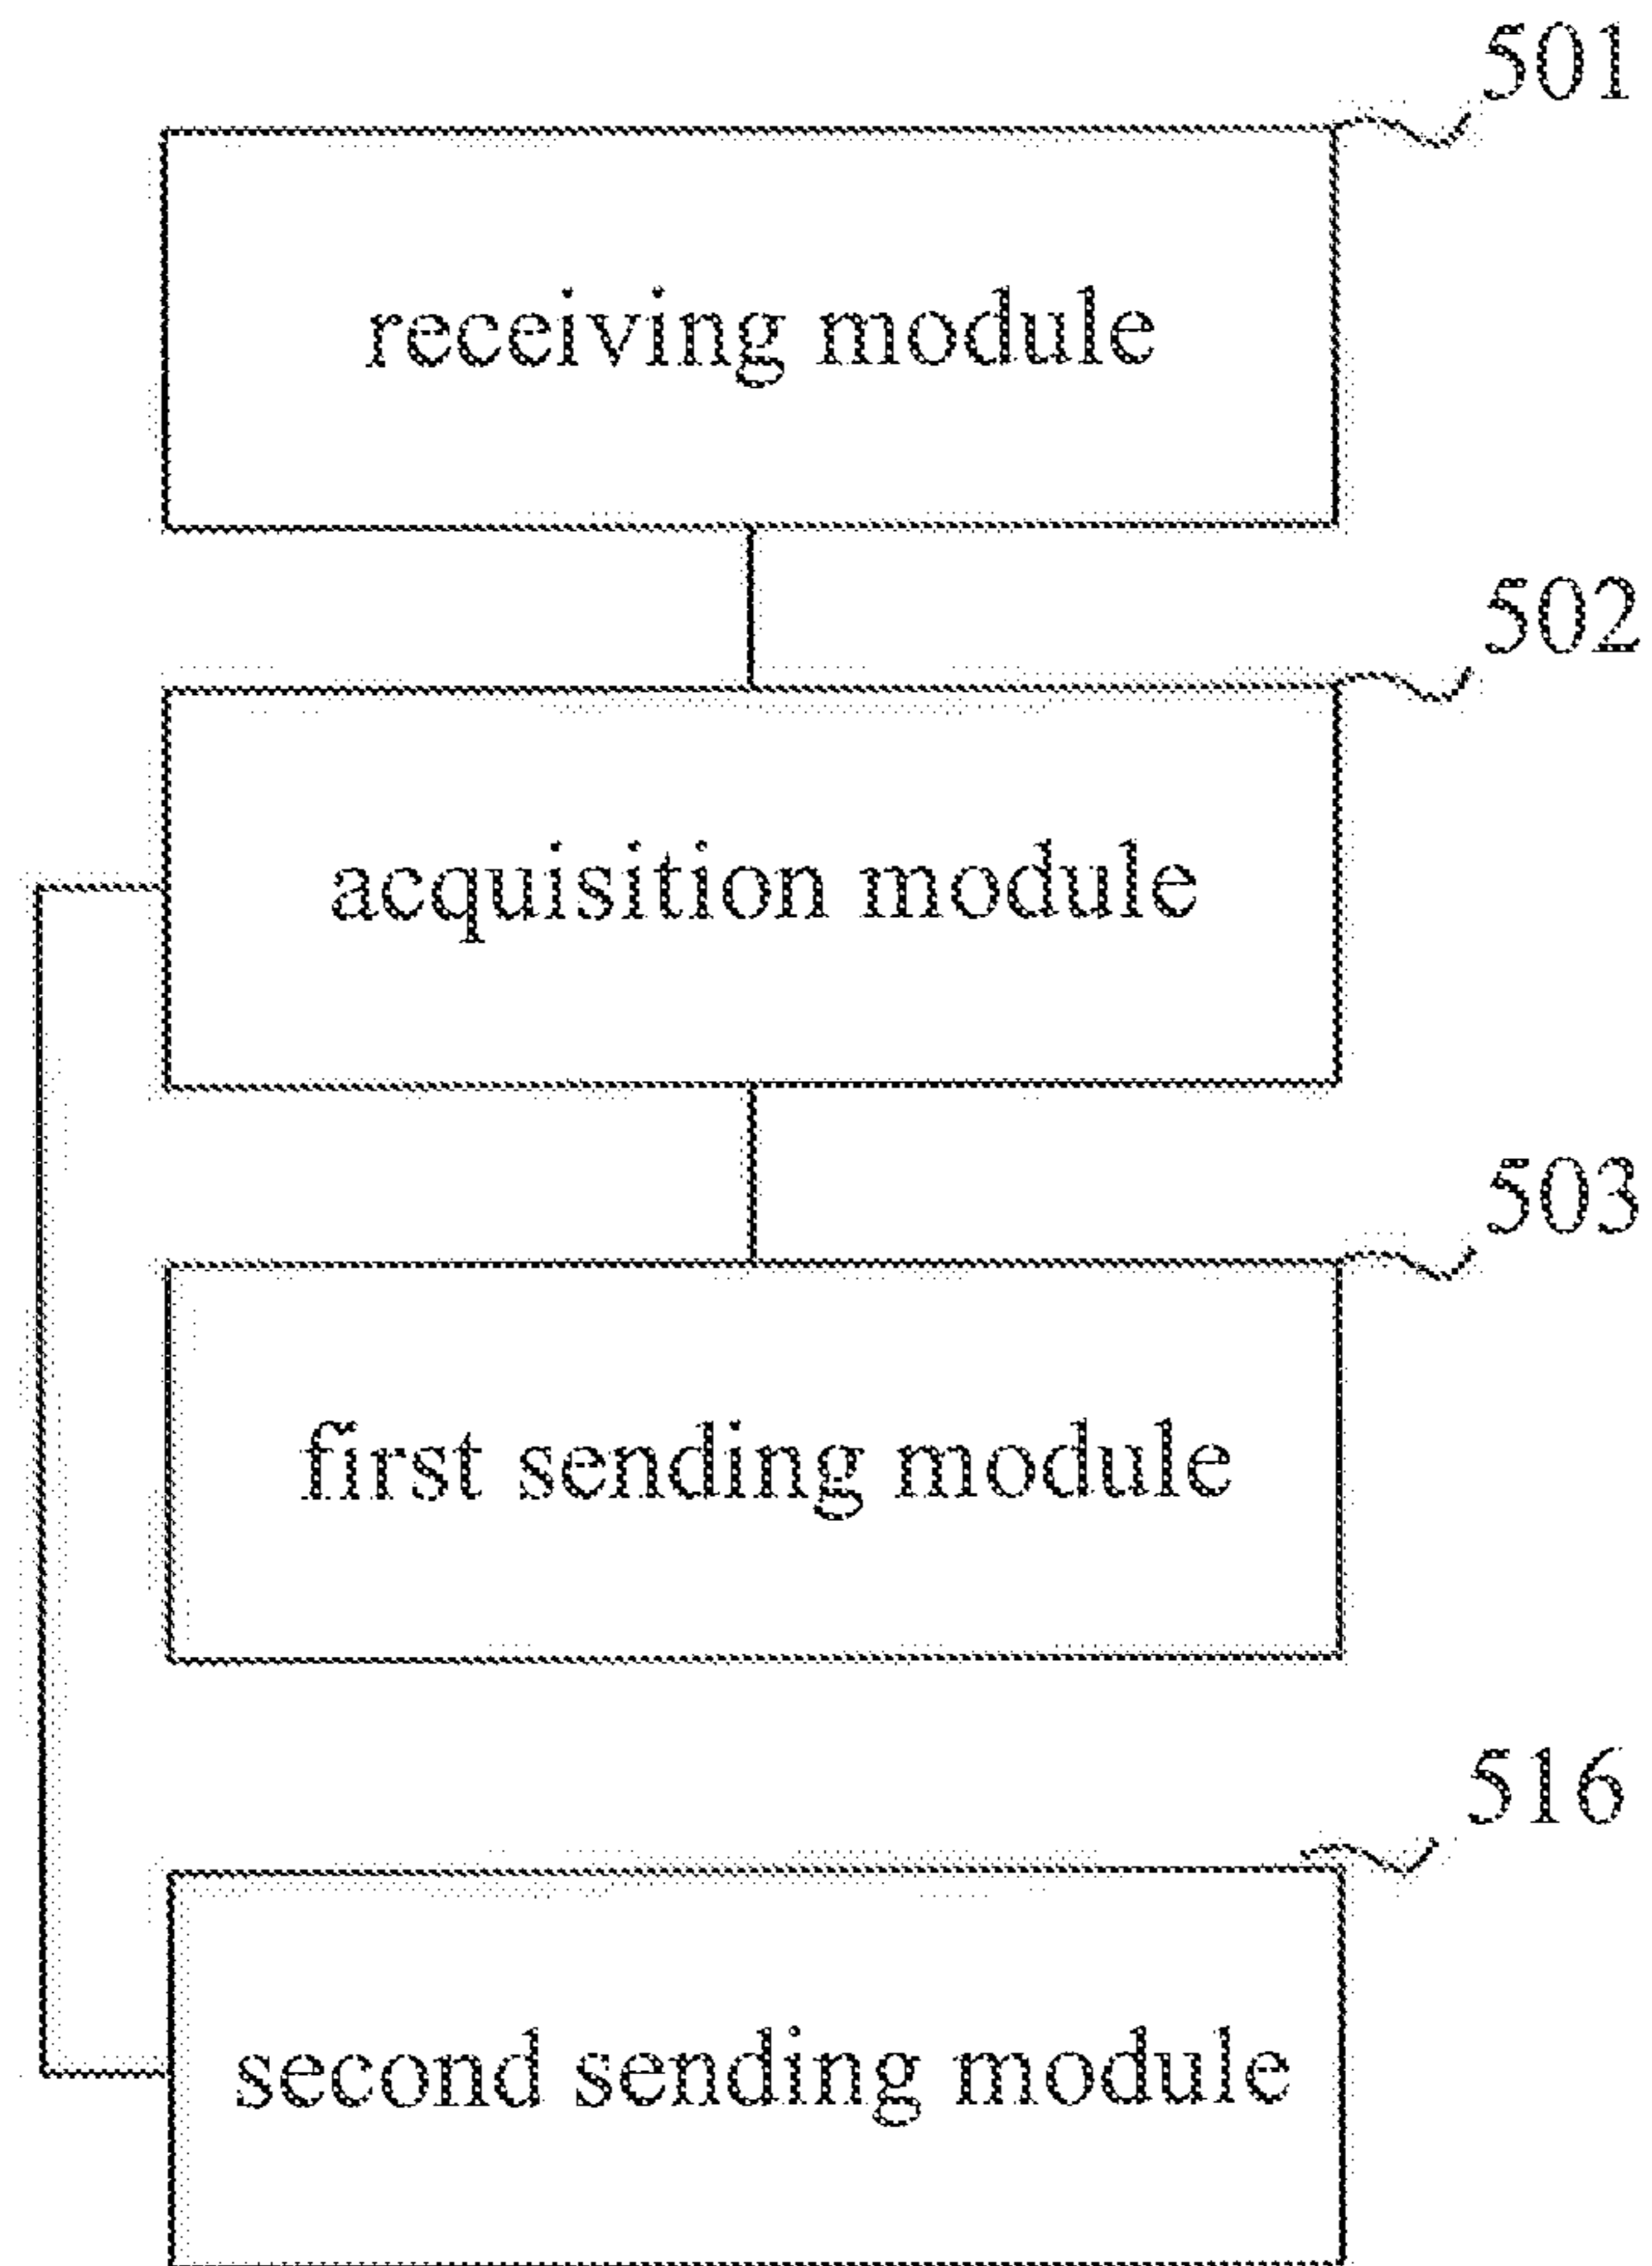 501
receiving module
502
acquisition module
503
first sending module
516
second sending module